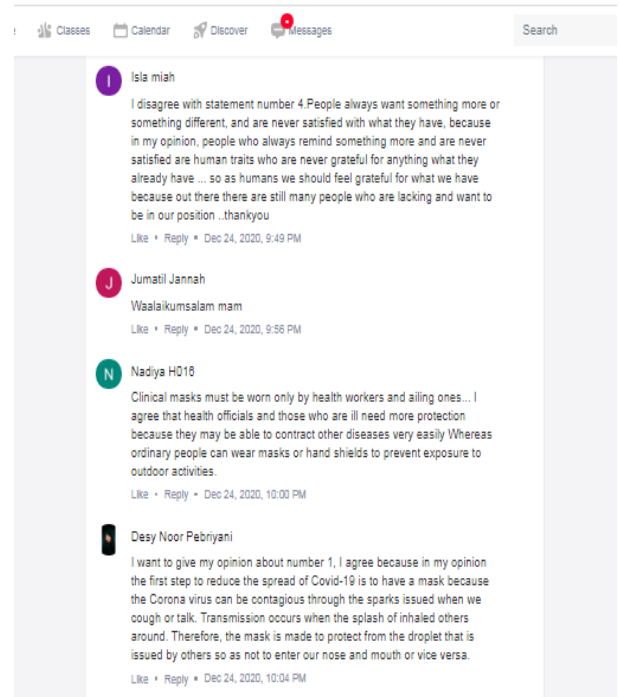 Classes Calendar Discover Messages Search
I
Isla miah
I disagree with statement number 4.People always want something more or
something different, and are never satisfied with what they have, because
in my opinion, people who always remind something more and are never
satisfied are human traits who are never grateful for anything what they
already have ... so as humans we should feel grateful for what we have
because out there there are still many people who are lacking and want to
be in our position ..thankyou
Like • Reply • Dec 24, 2020, 9:49 PM
J
Jumatil Jannah
Waalaikumsalam mam
Like • Reply • Dec 24, 2020, 9:56 PM
N
Nadiya H016
Clinical masks must be worn only by health workers and ailing ones... I
agree that health officials and those who are ill need more protection
because they may be able to contract other diseases very easily Whereas
ordinary people can wear masks or hand shields to prevent exposure to
outdoor activities.
Like • Reply • Dec 24, 2020, 10:00 PM
Desy Noor Pebriyani
I want to give my opinion about number 1, I agree because in my opinion
the first step to reduce the spread of Covid-19 is to have a mask because
the Corona virus can be contagious through the sparks issued when we
cough or talk. Transmission occurs when the splash of inhaled others
around. Therefore, the mask is made to protect from the droplet that is
issued by others so as not to enter our nose and mouth or vice versa.
Like • Reply • Dec 24, 2020, 10:04 PM